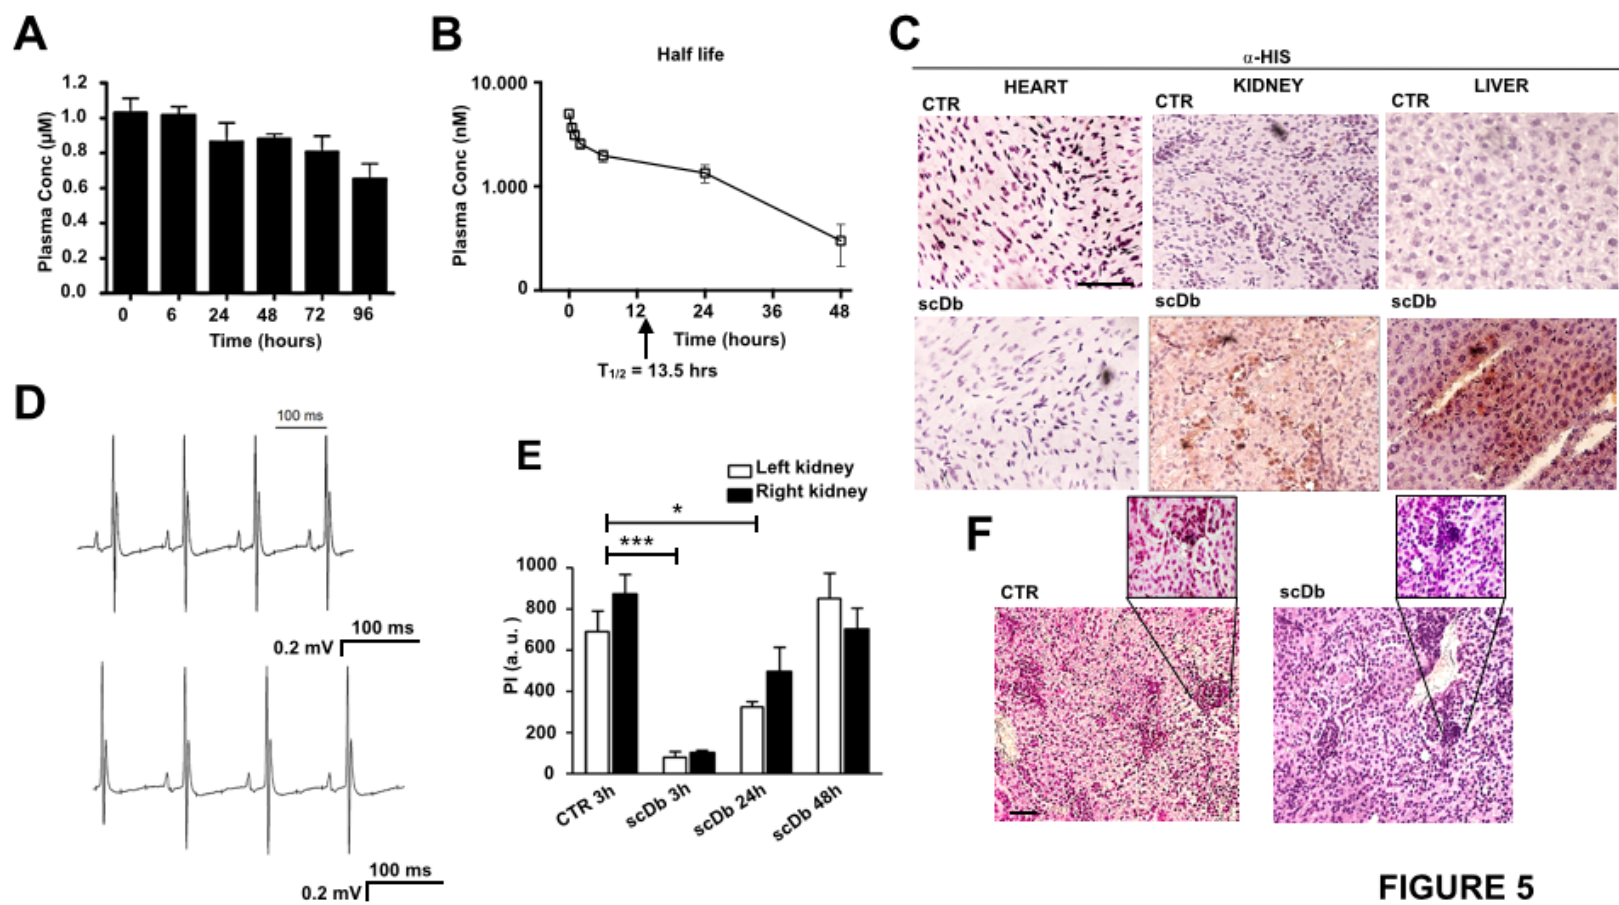 A
1.2
1.0
0.8
0.6
0.4
0.2
0.0
Plasma Conc (µM)
0 6 24 48 72 96
Time (hours)
B
Half life
10.000
1.000
0
Plasma Conc (nM)
0 12 24 36 48
Time (hours)
T1/2 = 13.5 hrs
C
α-HIS
HEART KIDNEY LIVER
CTR CTR CTR
scDb scDb scDb
D
100 ms
100 ms
0.2 mV
100 ms
0.2 mV
E
Left kidney
Right kidney
*
***
1000
800
600
400
200
0
PI (a. u. )
CTR 3h scDb 3h scDb 24h scDb 48h
F
CTR scDb
FIGURE 5